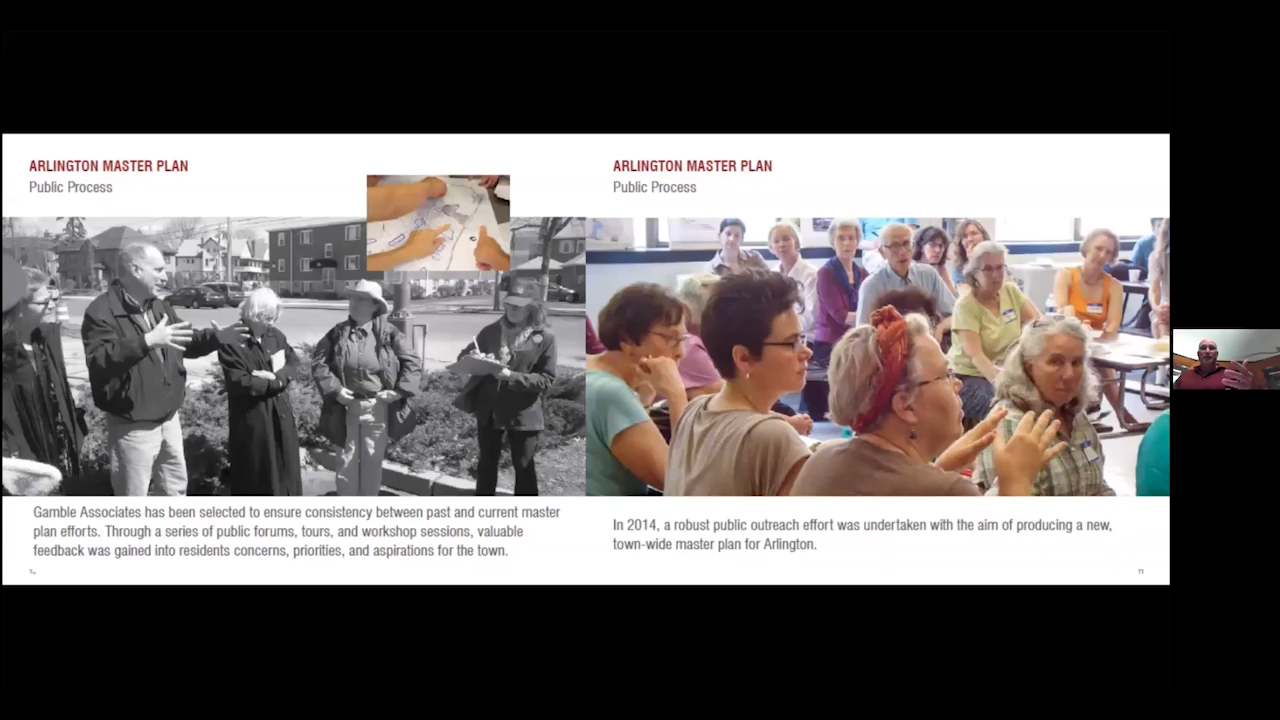 ARLINGTON MASTER PLAN
Public Process
Gamble Associates has been selected to ensure consistency between past and current master
plan efforts. Through a series of public forums, tours, and workshop sessions, valuable
feedback was gained into residents concerns, priorities, and aspirations for the town.
ARLINGTON MASTER PLAN
Public Process
In 2014, a robust public outreach effort was undertaken with the aim of producing a new,
town-wide master plan for Arlington.
11